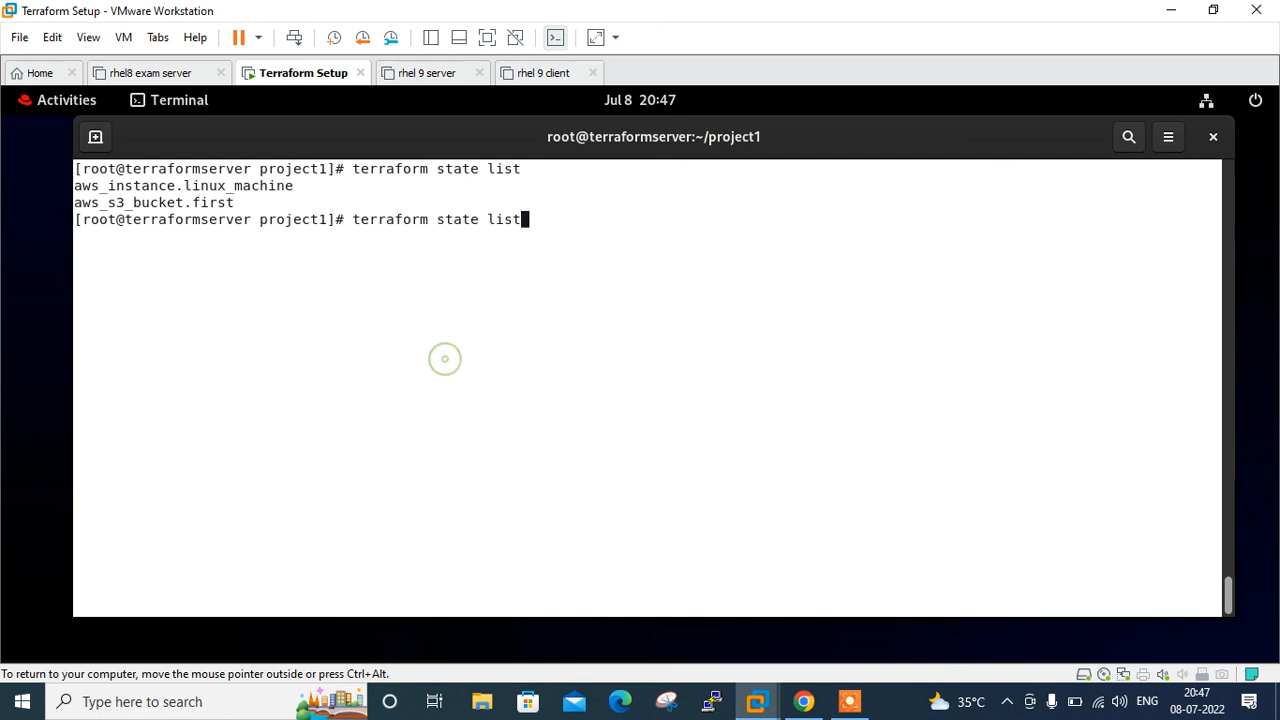 Terraform Setup - VMware Workstation
File Edit View VM Tabs Help
Home rhel8 exam server Terraform Setup rhel 9 server rhel 9 client
Activities Terminal Jul 8 20:47
root@terraformserver:~/project1
[root@terraformserver project1]# terraform state list
aws_instance.linux_machine
aws_s3_bucket.first
[root@terraformserver project1]# terraform state list
To return to your computer, move the mouse pointer outside or press Ctrl+Alt.
Type here to search 35°C ENG 20:47
08-07-2022